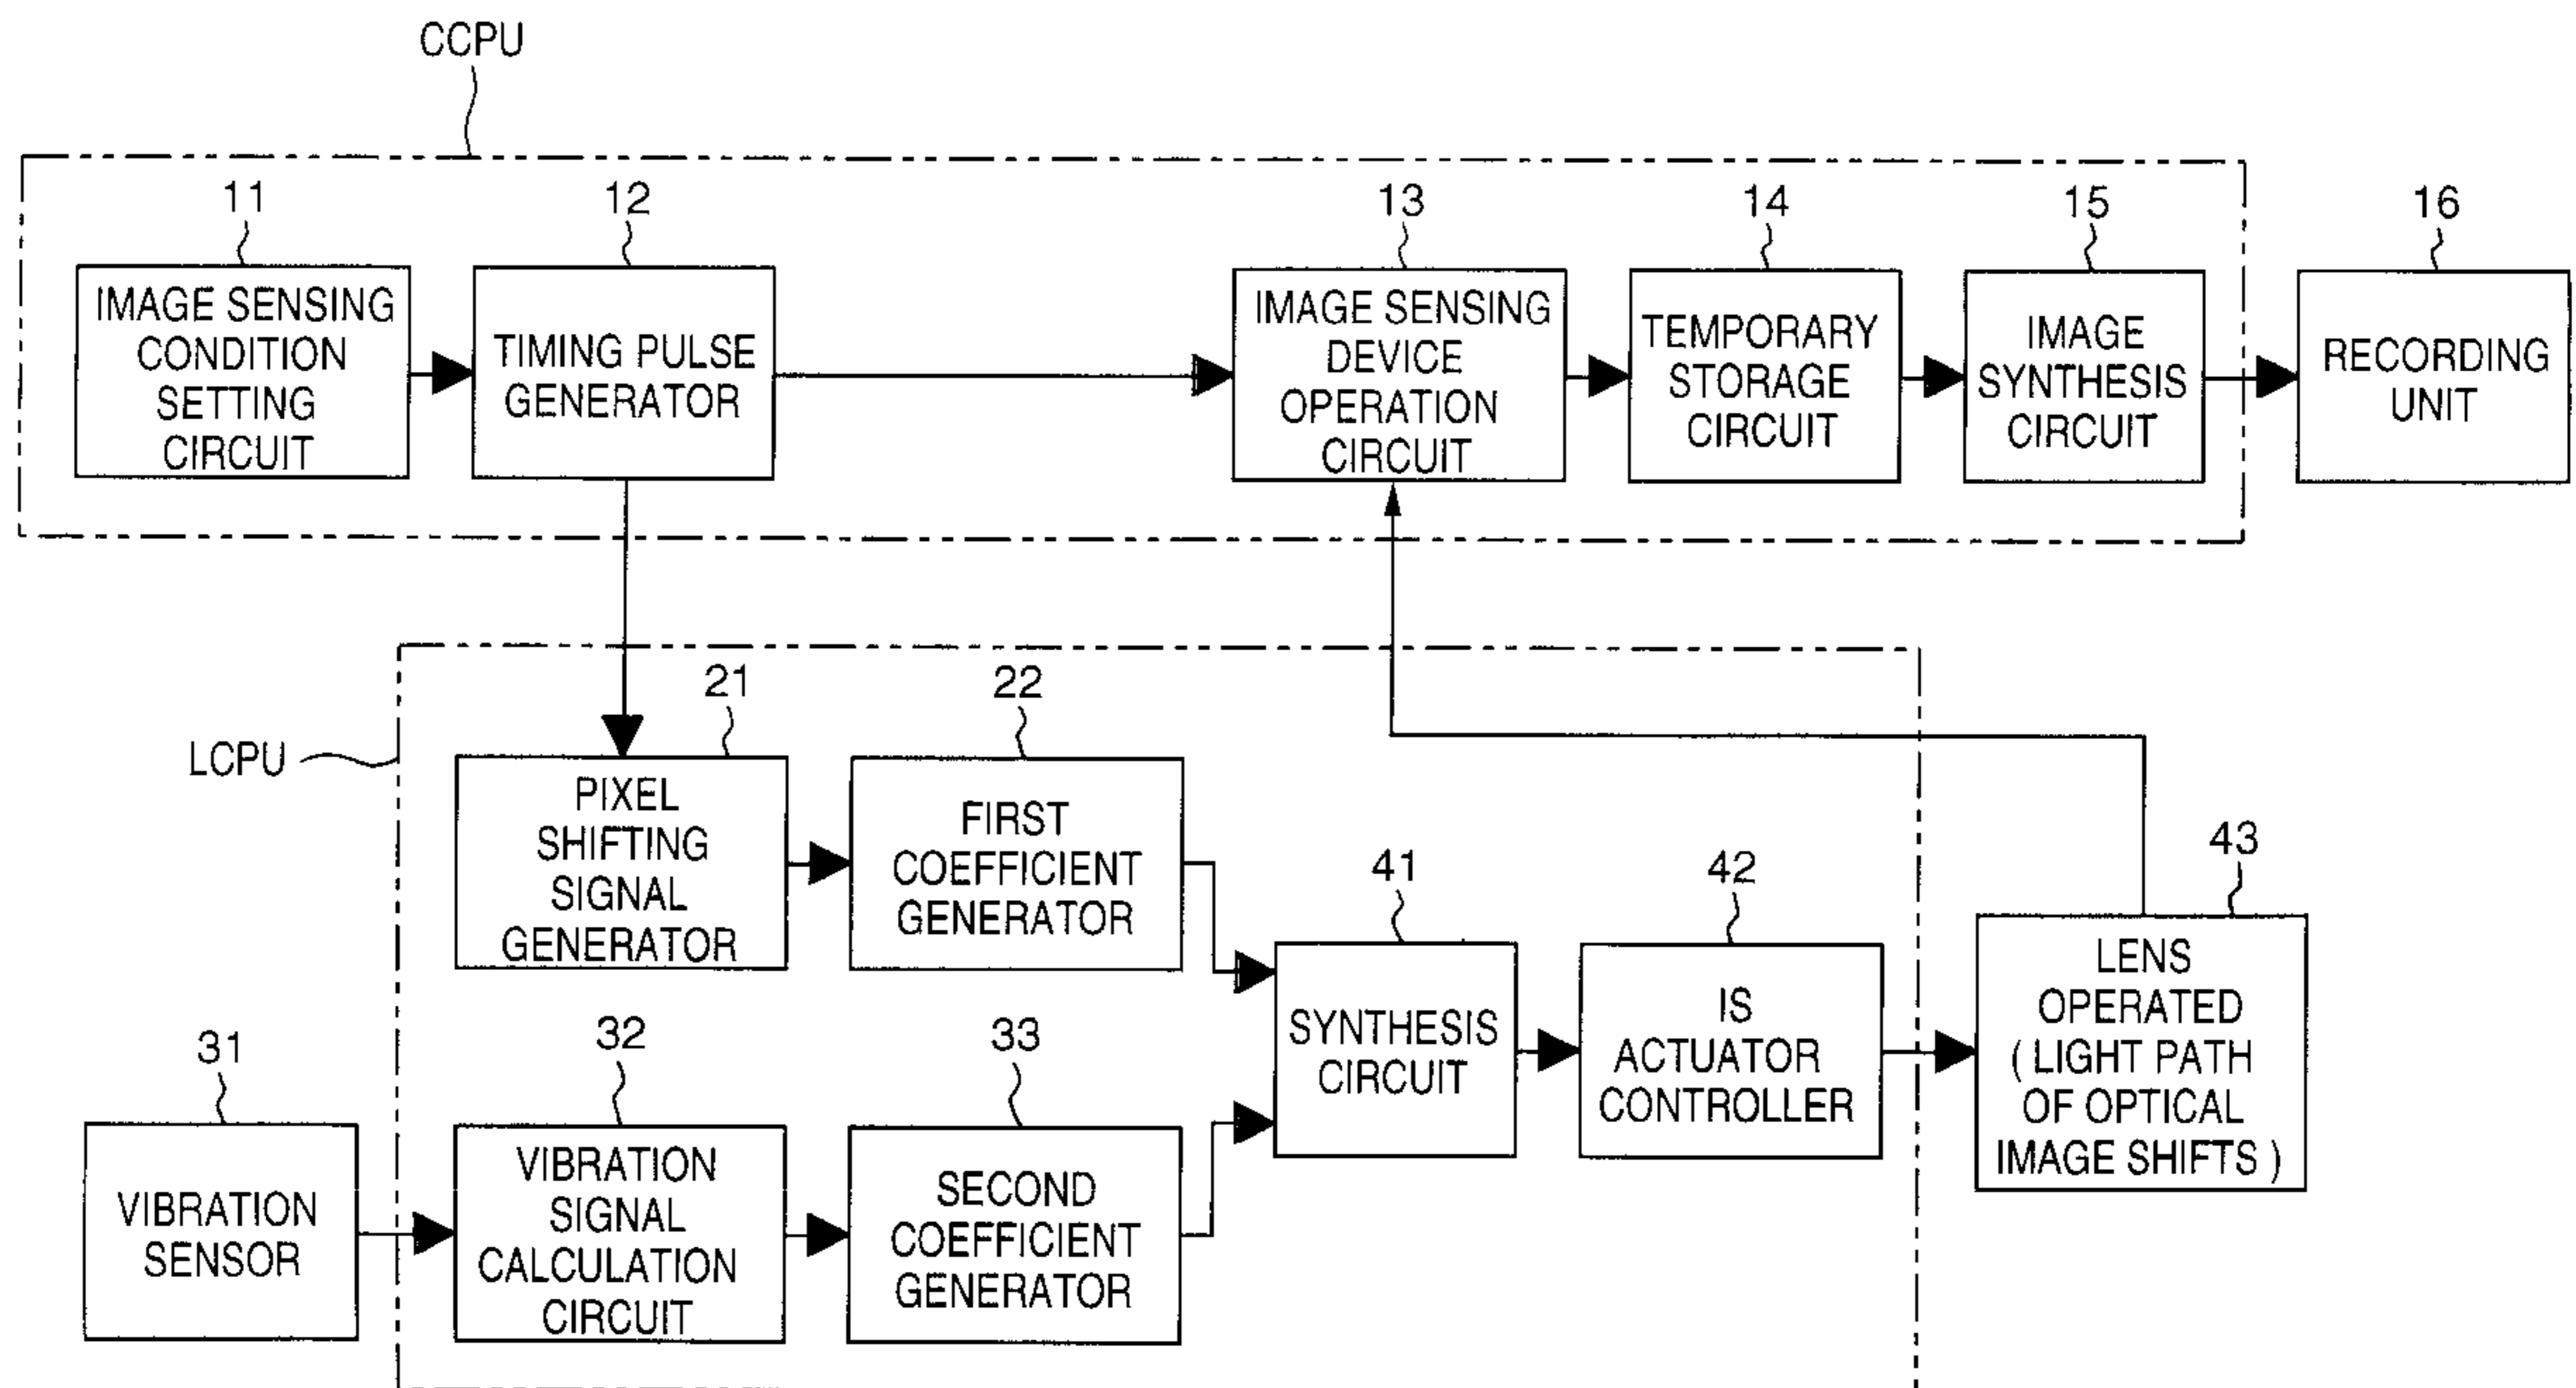 CCPU
11
12
13
14
15
16
IMAGE SENSING
CONDITION
SETTING
CIRCUIT
TIMING PULSE
GENERATOR
IMAGE SENSING
DEVICE
OPERATION
CIRCUIT
TEMPORARY
STORAGE
CIRCUIT
IMAGE
SYNTHESIS
CIRCUIT
RECORDING
UNIT
LCPU
21
22
41
42
43
PIXEL
SHIFTING
SIGNAL
GENERATOR
FIRST
COEFFICIENT
GENERATOR
SYNTHESIS
CIRCUIT
IS
ACTUATOR
CONTROLLER
LENS
OPERATED
( LIGHT PATH
OF OPTICAL
IMAGE SHIFTS )
31
32
33
VIBRATION
SENSOR
VIBRATION
SIGNAL
CALCULATION
CIRCUIT
SECOND
COEFFICIENT
GENERATOR